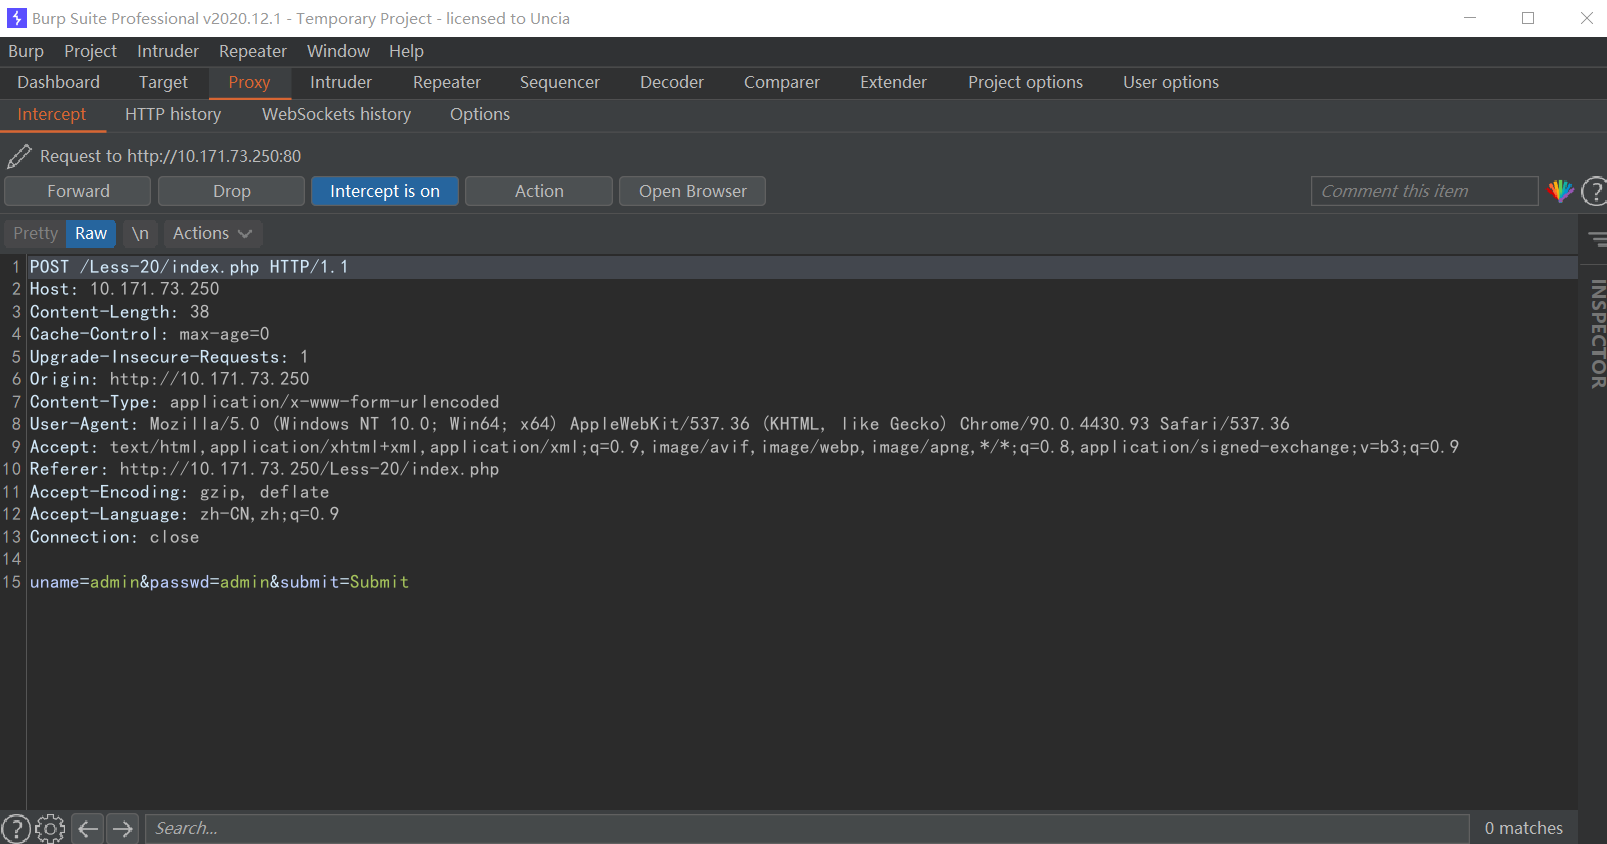 Burp Suite Professional v2020.12.1 - Temporary Project - licensed to Uncia
Burp Project Intruder Repeater Window Help
Dashboard Target Proxy Intruder Repeater Sequencer Decoder Comparer Extender Project options User options
Intercept HTTP history WebSockets history Options
Request to http://10.171.73.250:80
Forward Drop Intercept is on Action Open Browser Comment this item ?
Pretty Raw \n Actions
INSPECTOR
1 POST /Less-20/index.php HTTP/1.1
2 Host: 10.171.73.250
3 Content-Length: 38
4 Cache-Control: max-age=0
5 Upgrade-Insecure-Requests: 1
6 Origin: http://10.171.73.250
7 Content-Type: application/x-www-form-urlencoded
8 User-Agent: Mozilla/5.0 (Windows NT 10.0; Win64; x64) AppleWebKit/537.36 (KHTML, like Gecko) Chrome/90.0.4430.93 Safari/537.36
9 Accept: text/html,application/xhtml+xml,application/xml;q=0.9,image/avif,image/webp,image/apng,*/*;q=0.8,application/signed-exchange;v=b3;q=0.9
10 Referer: http://10.171.73.250/Less-20/index.php
11 Accept-Encoding: gzip, deflate
12 Accept-Language: zh-CN,zh;q=0.9
13 Connection: close
14
15 uname=admin&passwd=admin&submit=Submit
? Search... 0 matches